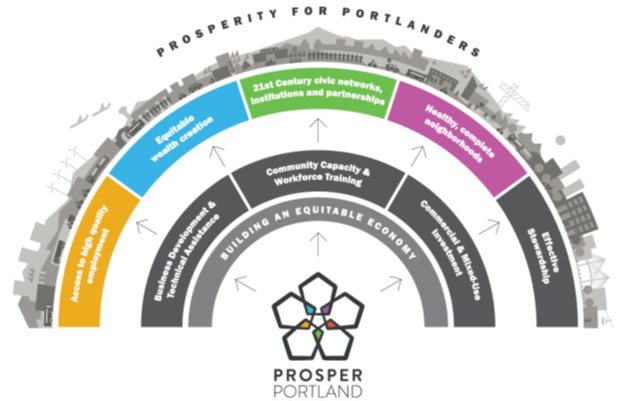 PROSPERITY FOR PORTLANDERS
Access to high quality
employment
Equitable
wealth creation
21st Century civic networks,
institutions and partnerships
Healthy, complete
neighborhoods
Effective
Stewardship
Business Development &
Technical Assistance
Community Capacity &
Workforce Training
Commercial & Mixed-Use
Investment
BUILDING AN EQUITABLE ECONOMY
PROSPER
PORTLAND